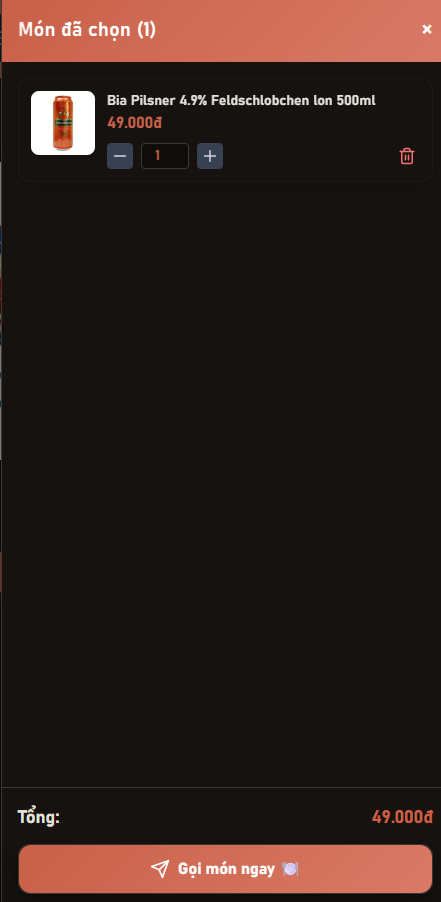 Món đã chọn (1)
Bia Pilsner 4.9% Feldschlobchen lon 500ml
49.000đ
1
Tổng:
49.000đ
Gọi món ngay